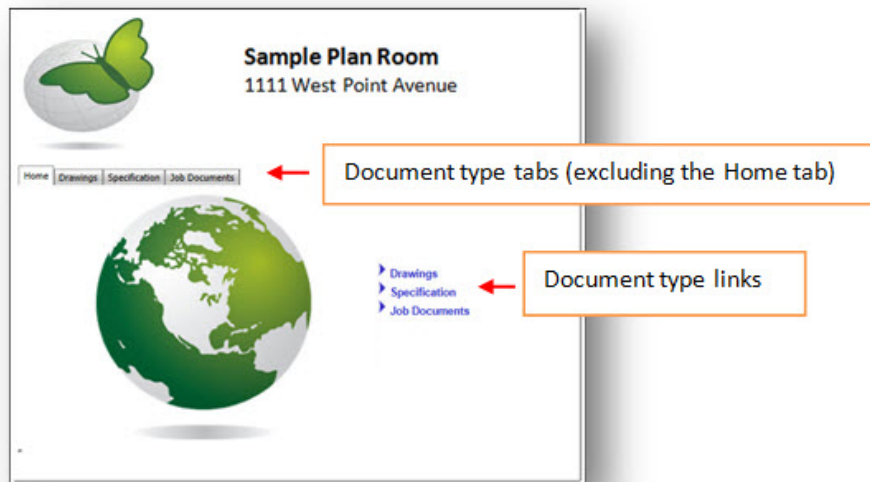 Sample Plan Room
1111 West Point Avenue
Home Drawings Specification Job Documents
Document type tabs (excluding the Home tab)
Drawings
Specification
Job Documents
Document type links